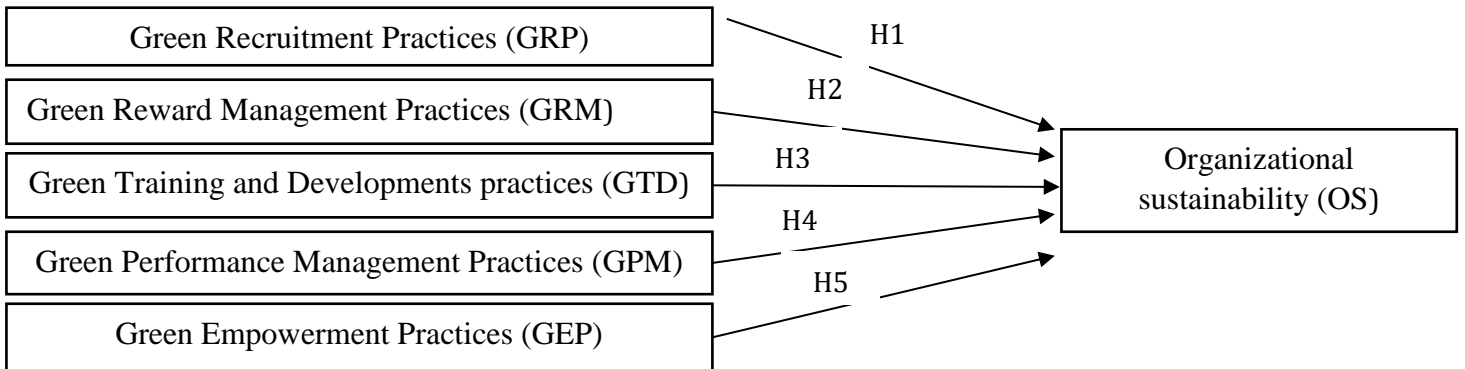 Green Recruitment Practices (GRP)
H1
Green Reward Management Practices (GRM)
H2
Green Training and Developments practices (GTD)
H3
Green Performance Management Practices (GPM)
H4
Green Empowerment Practices (GEP)
H5
Organizational
sustainability (OS)